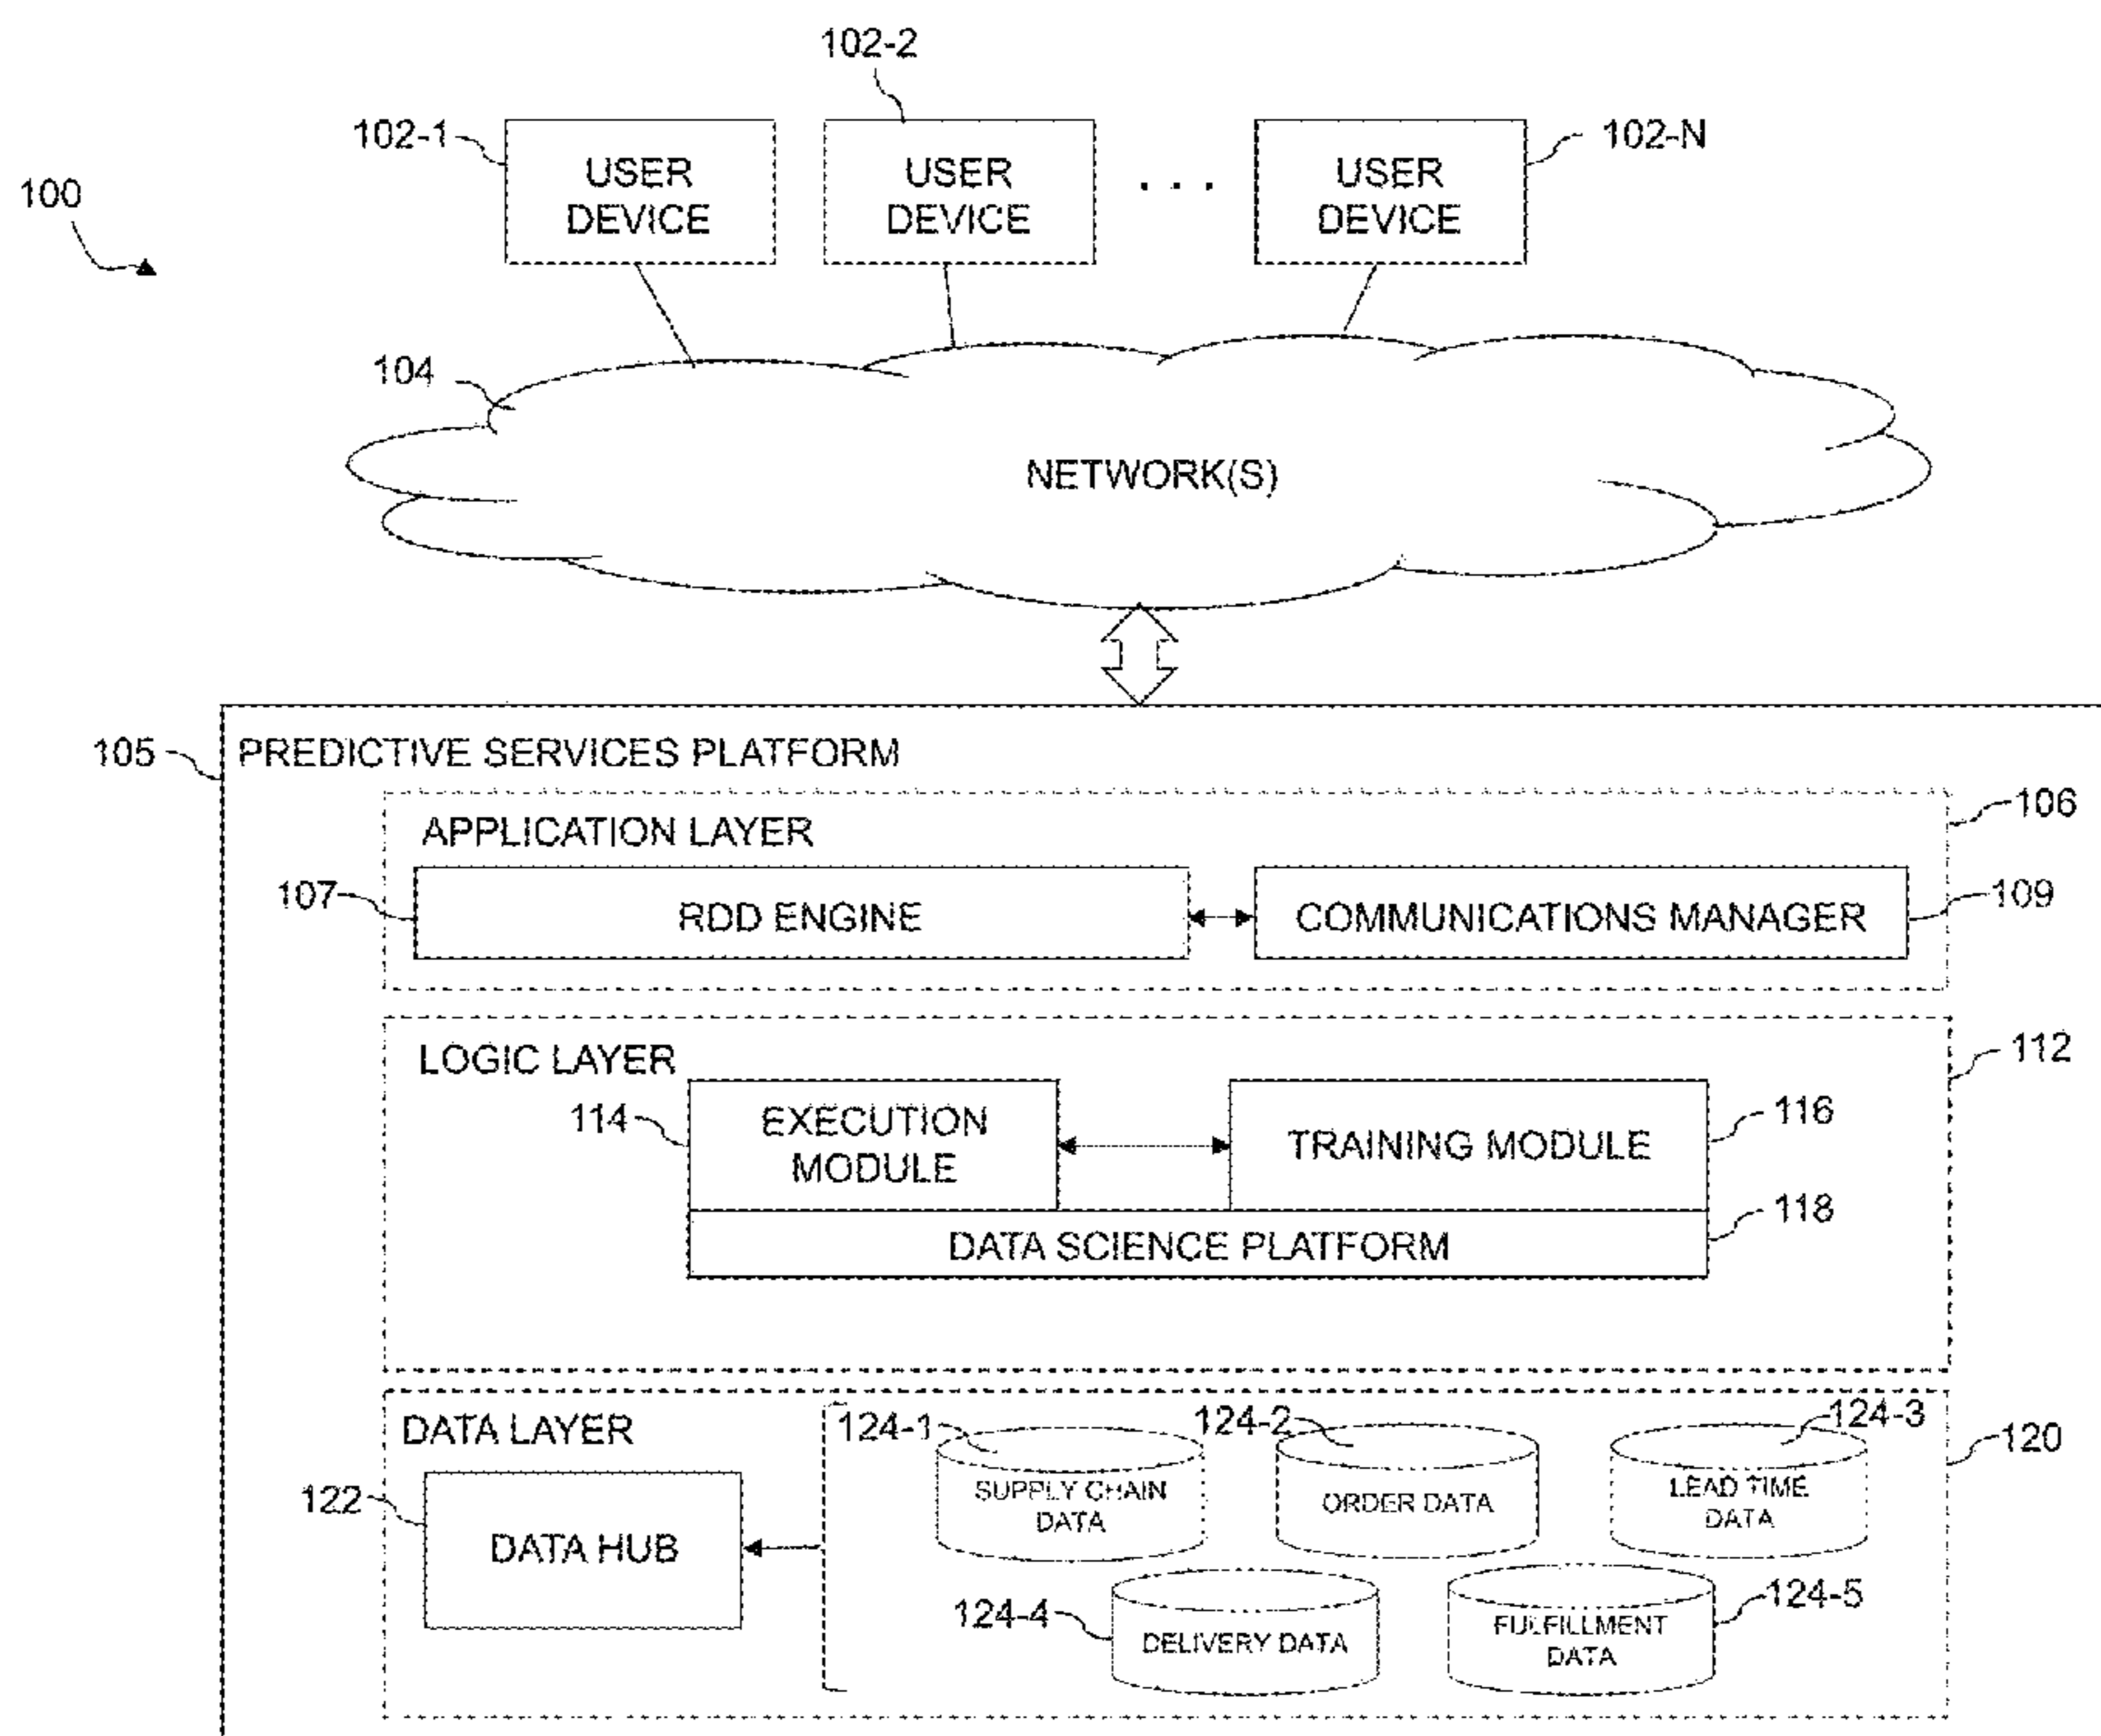 102-2
102-1
USER
DEVICE
USER
DEVICE
. . .
USER
DEVICE
102-N
100
104
NETWORK(S)
105
PREDICTIVE SERVICES PLATFORM
106
APPLICATION LAYER
107
RDD ENGINE
COMMUNICATIONS MANAGER
109
LOGIC LAYER
112
114
EXECUTION
MODULE
TRAINING MODULE
116
DATA SCIENCE PLATFORM
118
DATA LAYER
120
122
DATA HUB
124-1
SUPPLY CHAIN
DATA
124-2
ORDER DATA
124-3
LEAD TIME
DATA
124-4
DELIVERY DATA
124-5
FULFILLMENT
DATA